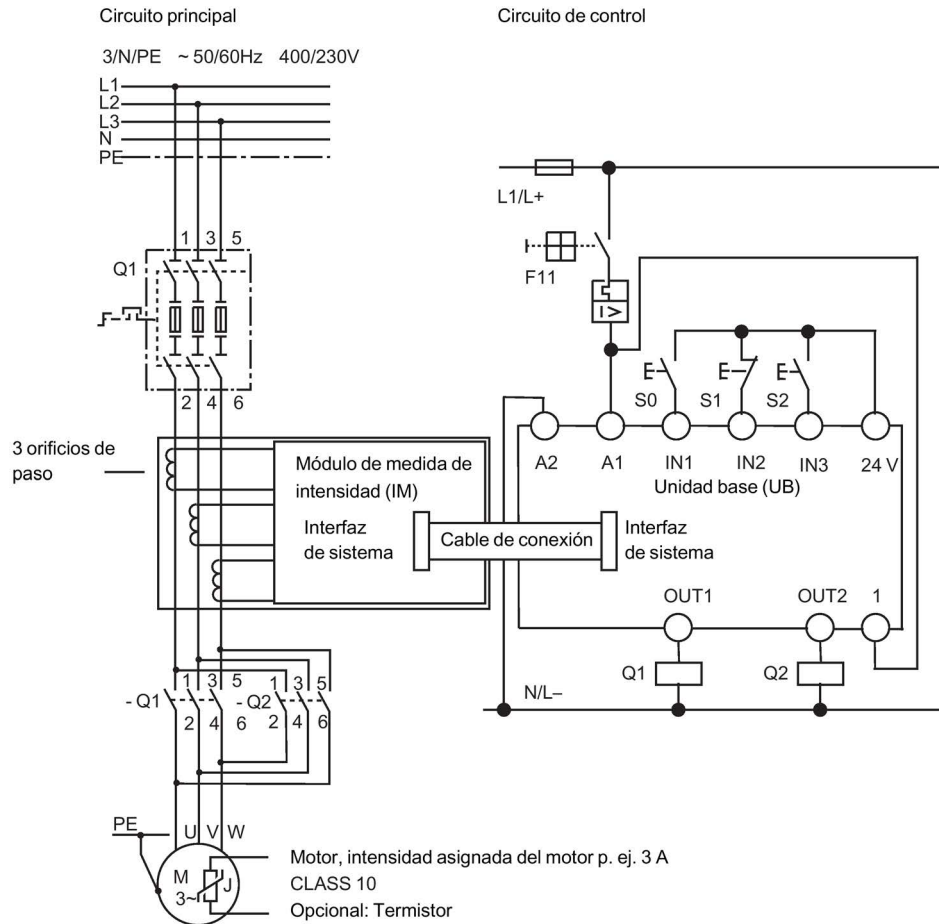 Circuito principal
Circuito de control
3/N/PE ~ 50/60Hz 400/230V
L1
L2
L3
N
PE
L1/L+
1 3 5
Q1
F11
I >
2 4 6
S0 S1 S2
3 orificios de
paso
A2 A1 IN1 IN2 IN3 24 V
Unidad base (UB)
Módulo de medida de
intensidad (IM)
Interfaz
de sistema
Cable de conexión
Interfaz
de sistema
OUT1 OUT2 1
Q1 Q2
N/L–
1 3 5 1 3 5
- Q1 - Q2
2 4 6 2 4 6
PE
U V W
M
3~
J
Motor, intensidad asignada del motor p. ej. 3 A
CLASS 10
Opcional: Termistor